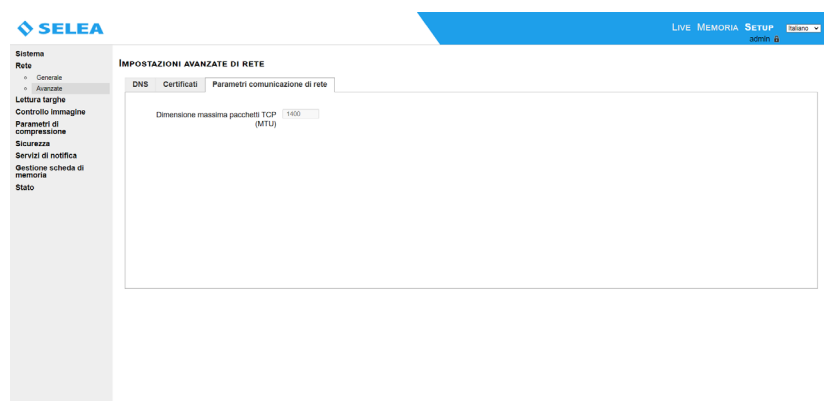 SELEA
LIVE MEMORIA SETUP Italiano
admin
Sistema
Rete
Generale
Avanzate
Lettura targhe
Controllo immagine
Parametri di
compressione
Sicurezza
Servizi di notifica
Gestione scheda di
memoria
Stato
IMPOSTAZIONI AVANZATE DI RETE
DNS Certificati Parametri comunicazione di rete
Dimensione massima pacchetti TCP 1400
(MTU)